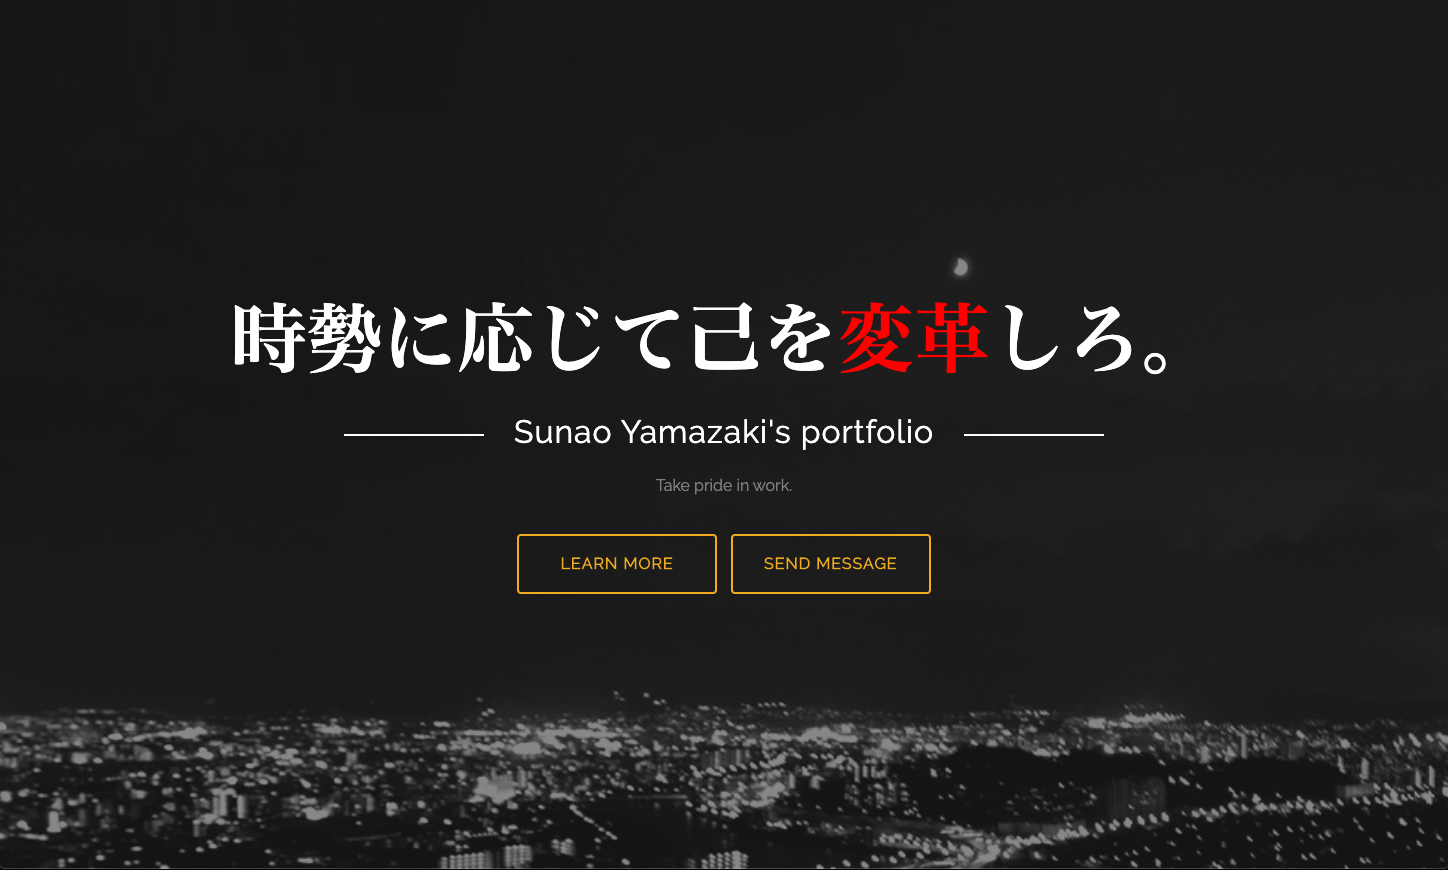 時勢に応じて己を変革しろ。
Sunao Yamazaki's portfolio
Take pride in work.
LEARN MORE
SEND MESSAGE